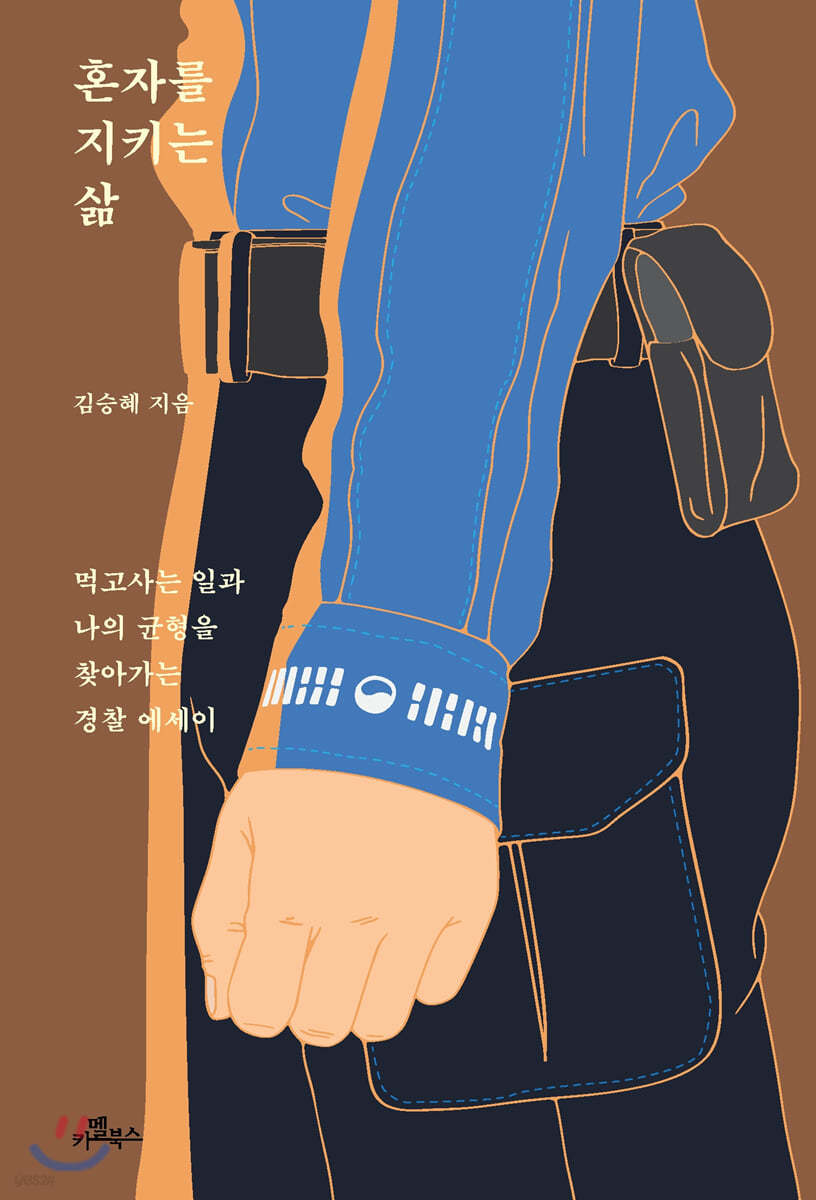 혼자를
지키는
삶
김승혜 지음
먹고사는 일과
나의 균형을
찾아가는
경찰 에세이
카멜북스